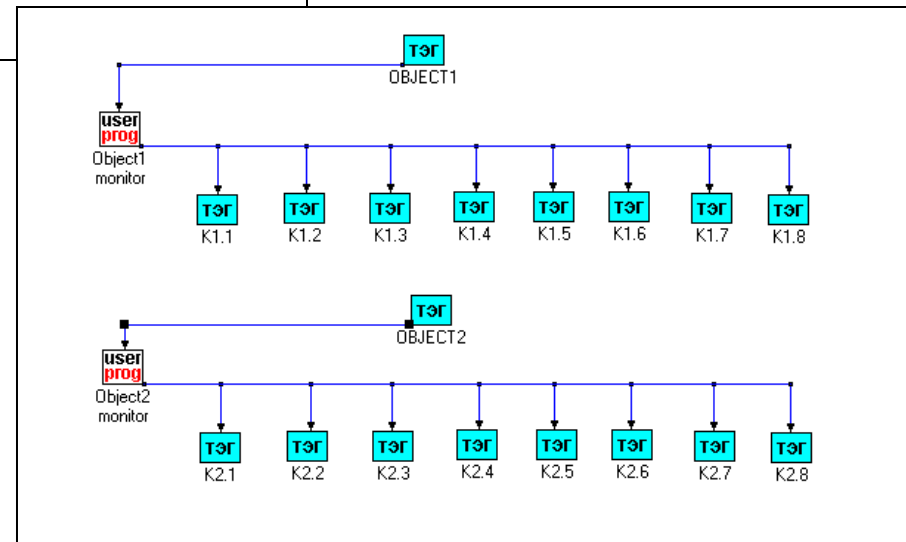 ТЭГ
OBJECT1
user
prog
Object1
monitor
ТЭГ ТЭГ ТЭГ ТЭГ ТЭГ ТЭГ ТЭГ ТЭГ
K1.1 K1.2 K1.3 K1.4 K1.5 K1.6 K1.7 K1.8
ТЭГ
OBJECT2
user
prog
Object2
monitor
ТЭГ ТЭГ ТЭГ ТЭГ ТЭГ ТЭГ ТЭГ ТЭГ
K2.1 K2.2 K2.3 K2.4 K2.5 K2.6 K2.7 K2.8